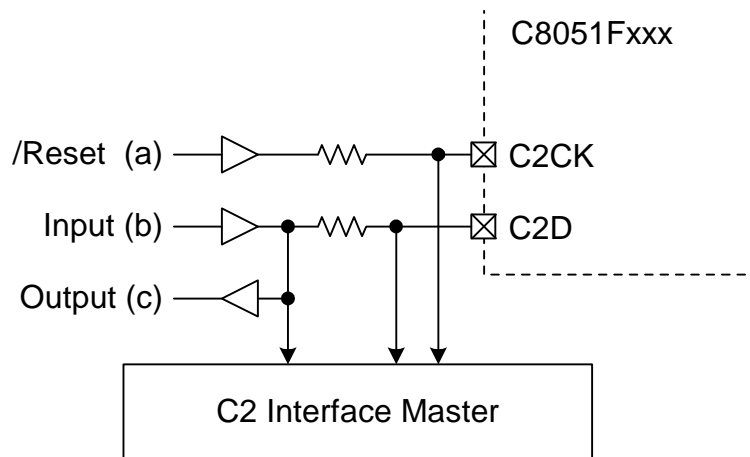 C8051Fxxx
/Reset (a)
C2CK
Input (b)
C2D
Output (c)
C2 Interface Master